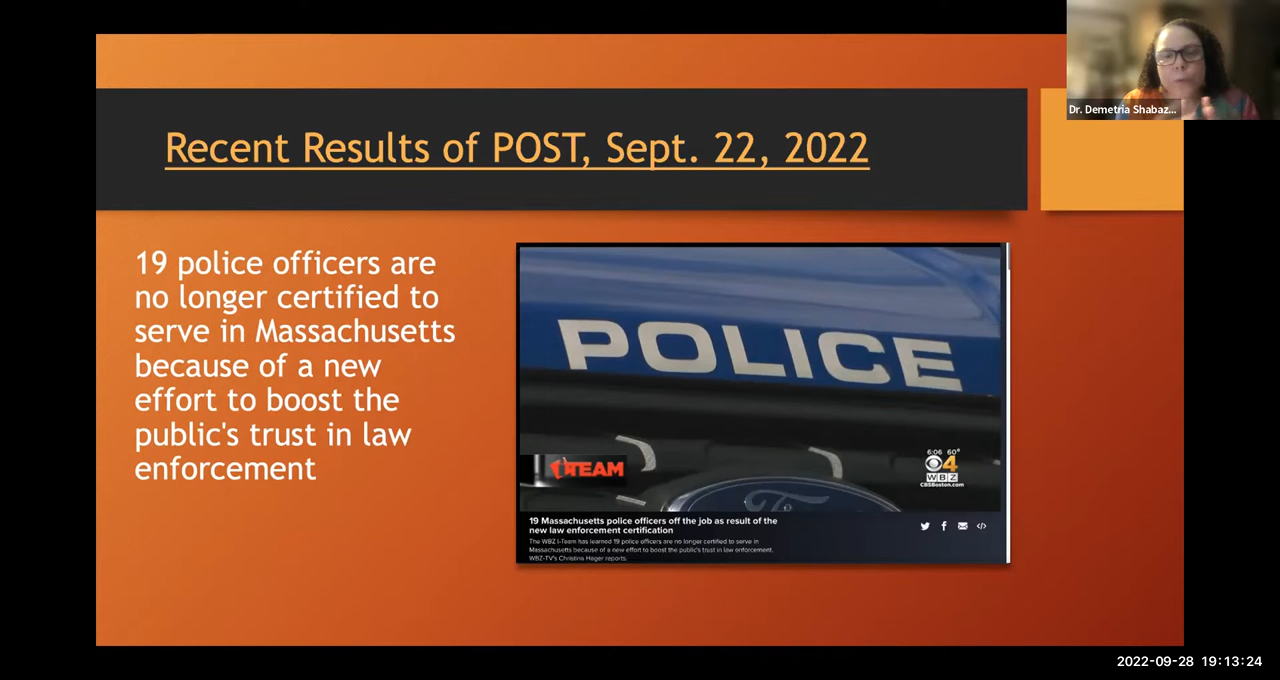 Dr. Demetria Shabaz...
Recent Results of POST, Sept. 22, 2022
19 police officers are
no longer certified to
serve in Massachusetts
because of a new
effort to boost the
public's trust in law
enforcement
POLICE
I TEAM
6:06 60°
4
WBZ
CBSBoston.com
19 Massachusetts police officers off the job as result of the
new law enforcement certification
The WBZ I-Team has learned 19 police officers are no longer certified to serve in
Massachusetts because of a new effort to boost the public's trust in law enforcement.
WBZ-TV's Christina Hager reports.
2022-09-28 19:13:24